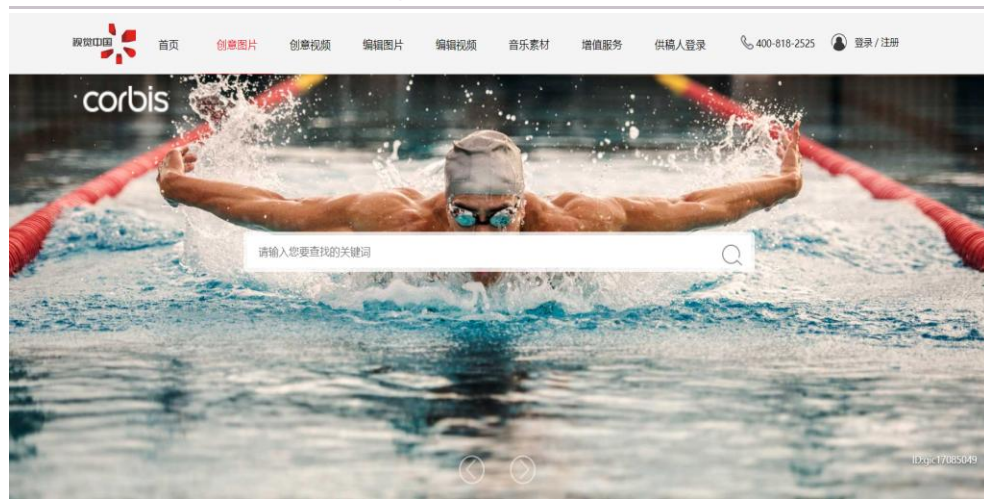 视觉中国
首页 创意图片 创意视频 编辑图片 编辑视频 音乐素材 增值服务 供稿人登录 400-818-2525 登录 / 注册
corbis
请输入您要查找的关键词
ID:gic17085049